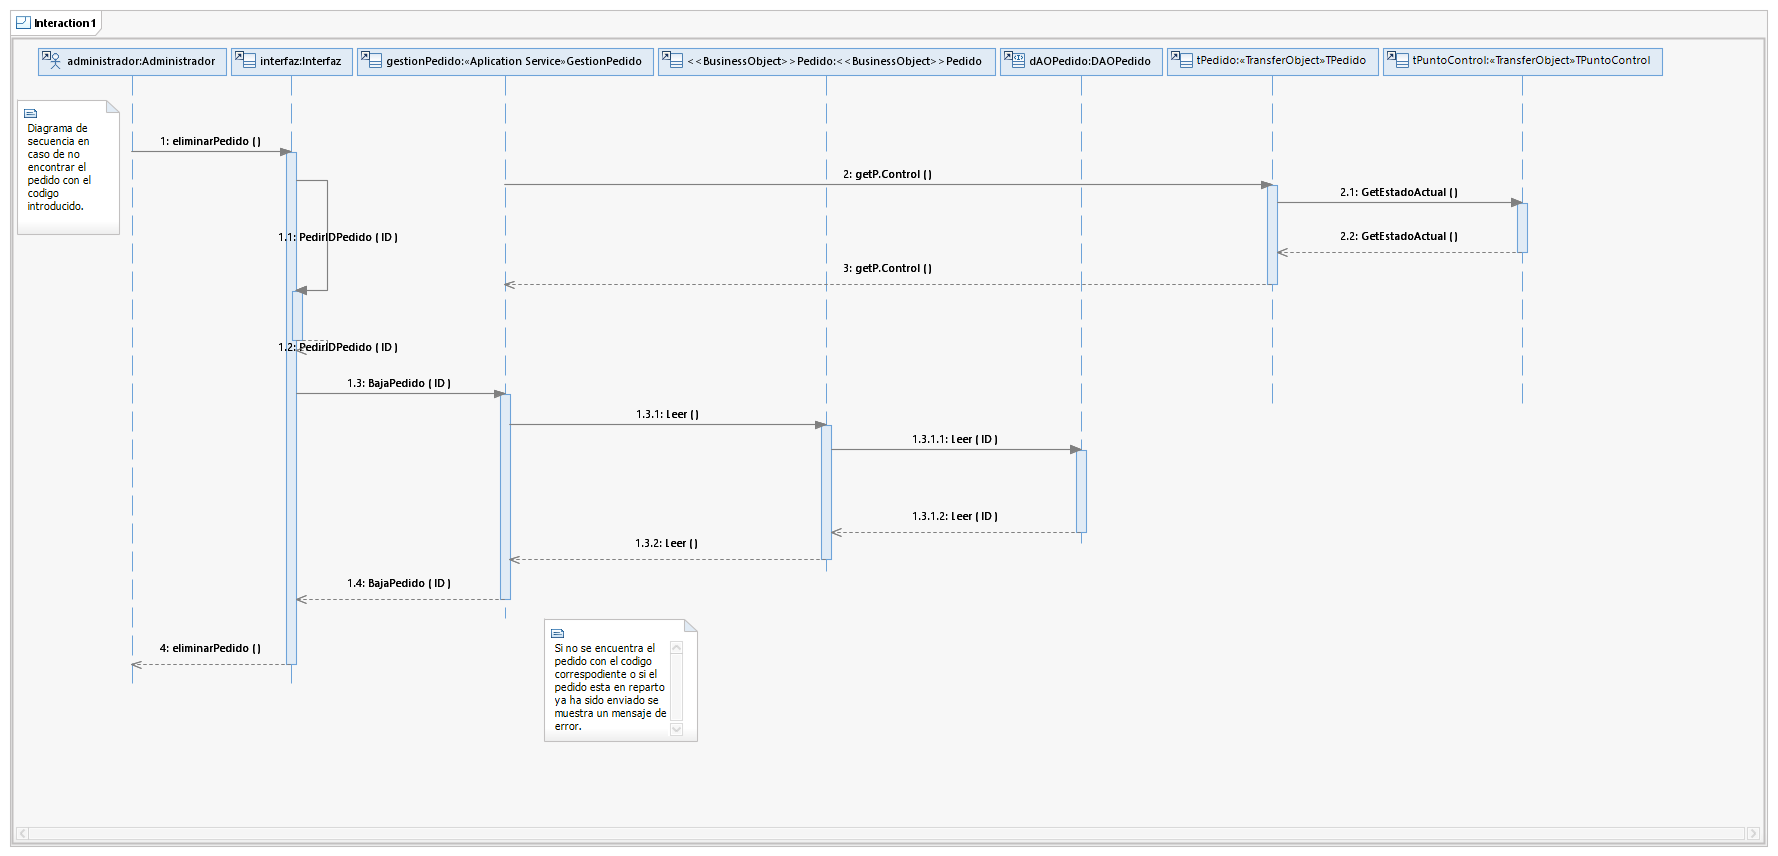 Interaction1
administrador:Administrador
interfaz:Interfaz
gestionPedido:«Aplication Service»GestionPedido
<<BusinessObject>>Pedido:<<BusinessObject>>Pedido
dAOPedido:DAOPedido
tPedido:«TransferObject»TPedido
tPuntoControl:«TransferObject»TPuntoControl
Diagrama de
secuencia en
caso de no
encontrar el
pedido con el
codigo
introducido.
1: eliminarPedido ( )
2: getP.Control ( )
2.1: GetEstadoActual ( )
1.1: PedirIDPedido ( ID )
2.2: GetEstadoActual ( )
3: getP.Control ( )
1.2: PedirIDPedido ( ID )
1.3: BajaPedido ( ID )
1.3.1: Leer ( )
1.3.1.1: Leer ( ID )
1.3.1.2: Leer ( ID )
1.3.2: Leer ( )
1.4: BajaPedido ( ID )
4: eliminarPedido ( )
Si no se encuentra el
pedido con el codigo
correspodiente o si el
pedido esta en reparto
ya ha sido enviado se
muestra un mensaje de
error.